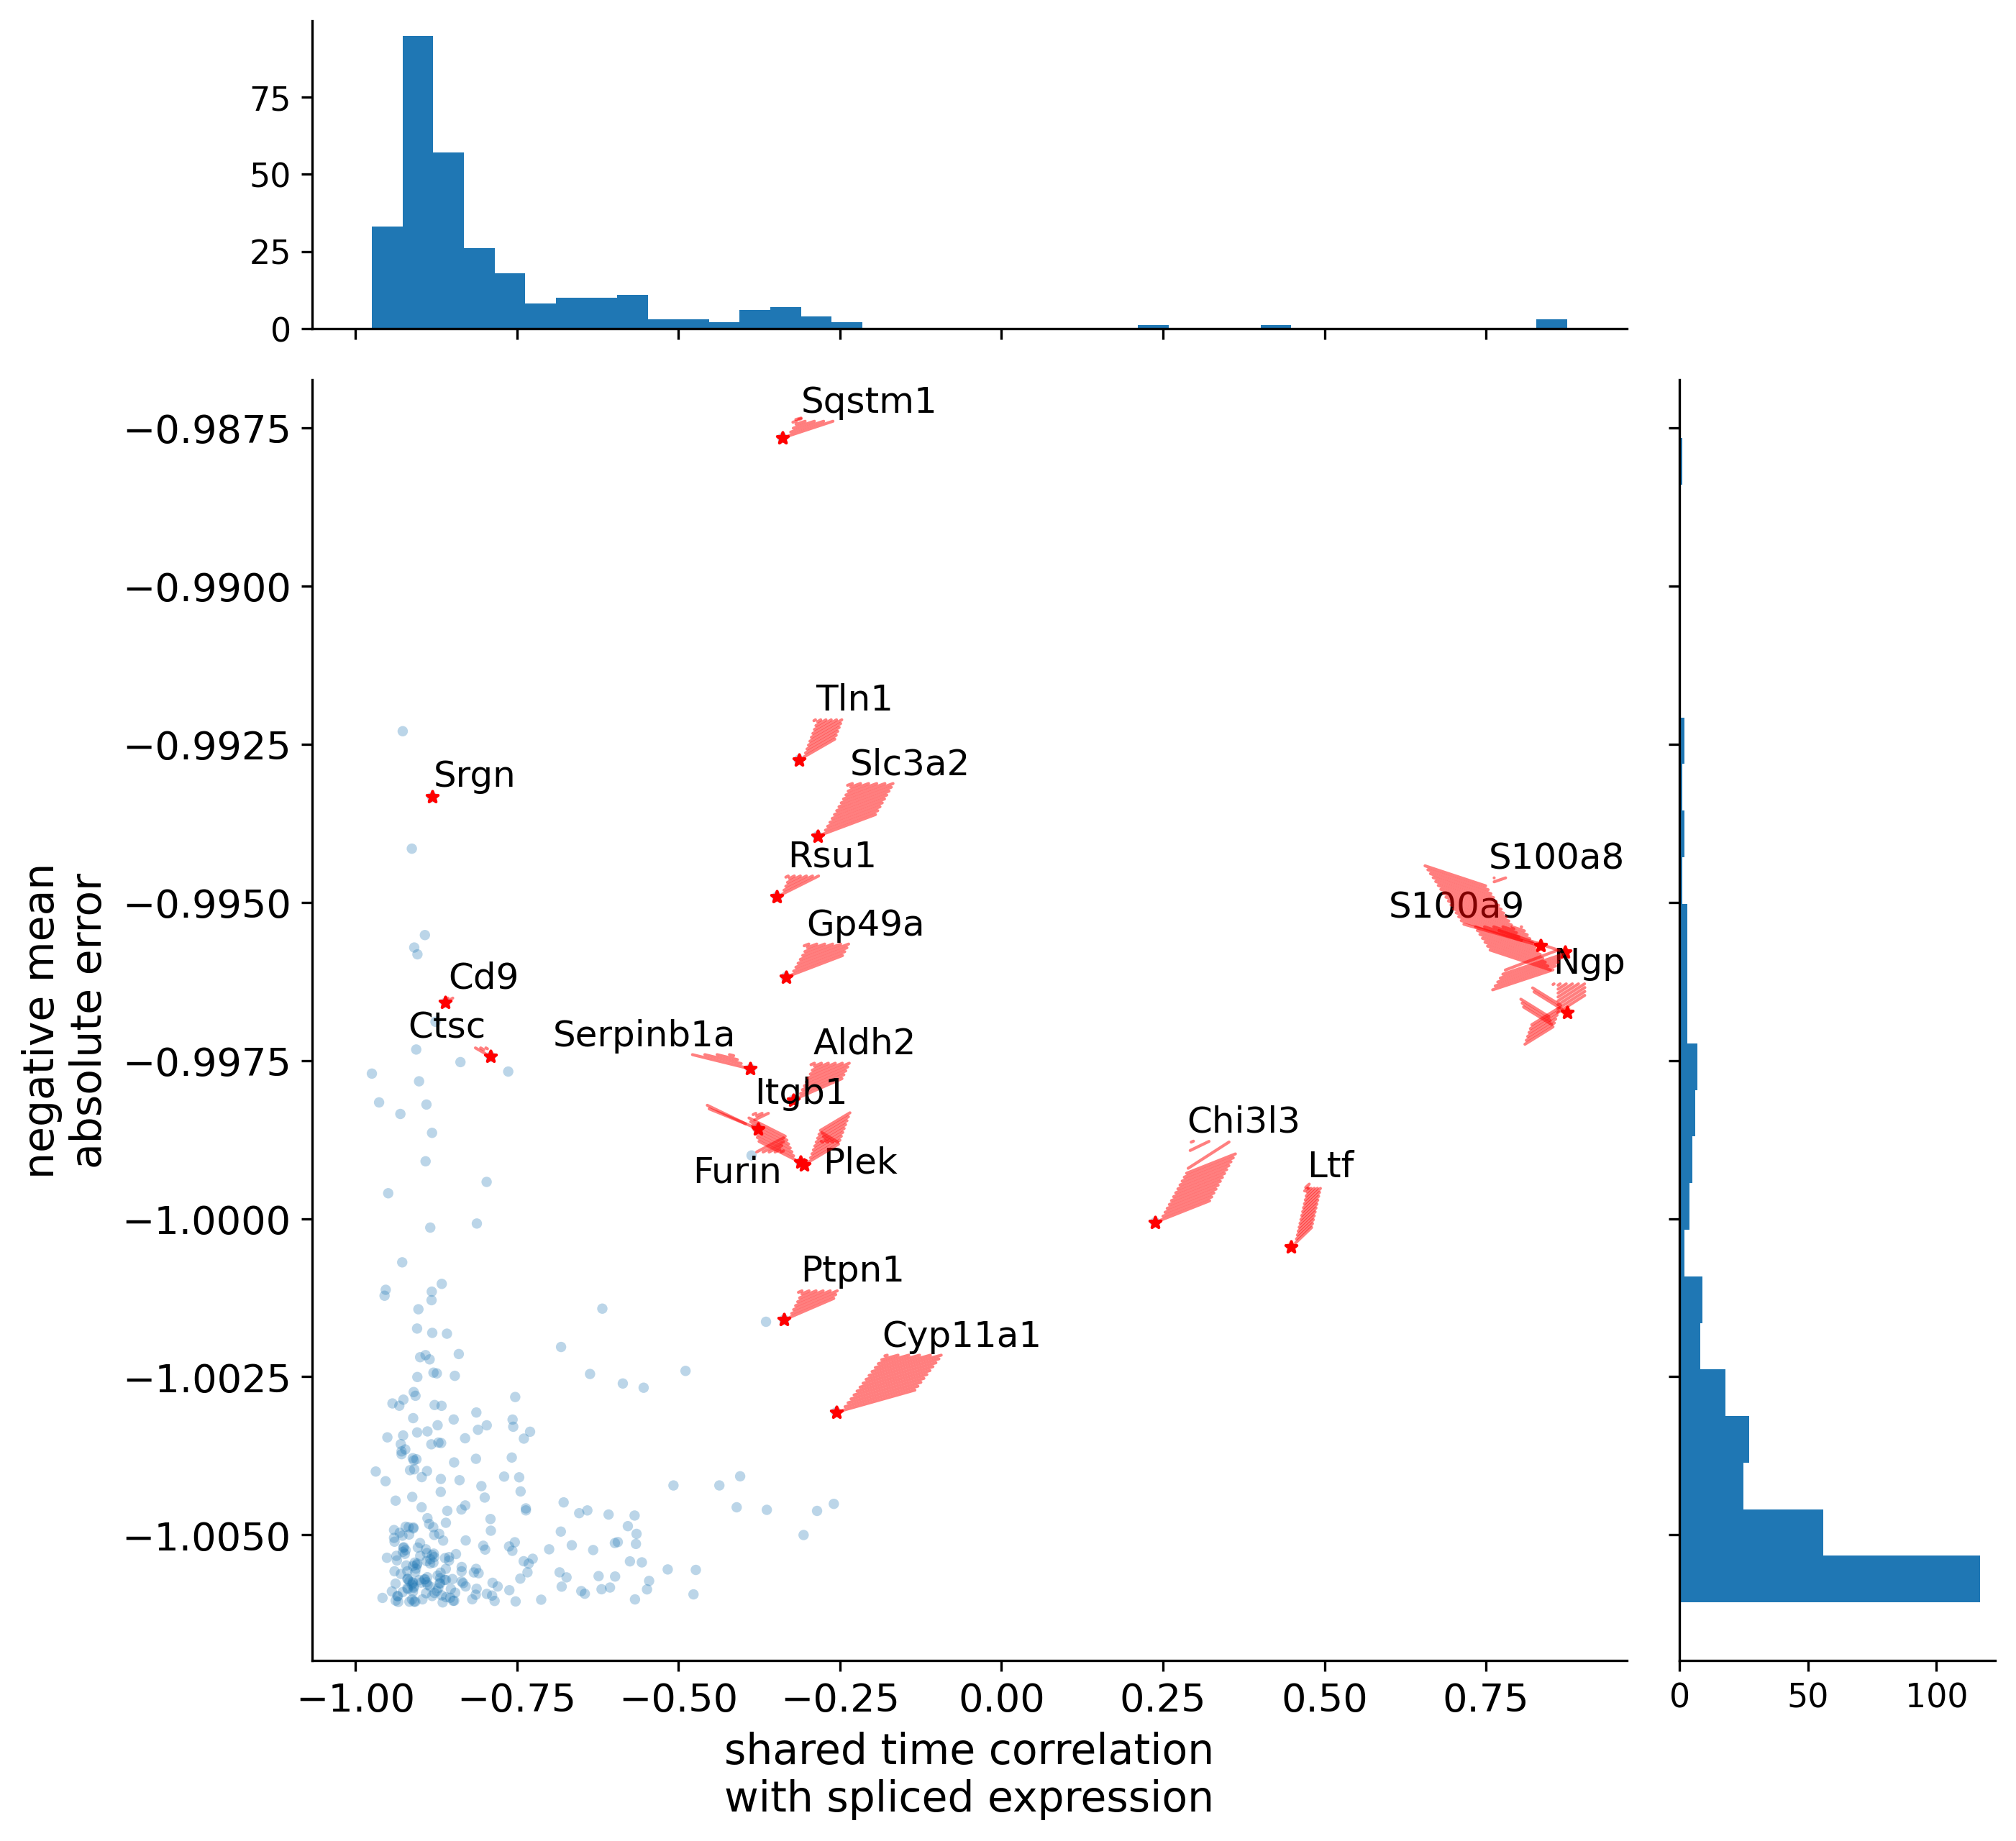 75
50
25
0
Sqstm1
−0.9875
−0.9900
Tln1
−0.9925
Slc3a2
Srgn
Rsu1
S100a8
−0.9950
S100a9
Gp49a
Ngp
Cd9
Ctsc
Serpinb1a
Aldh2
−0.9975
Itgb1
Chi3l3
Furin
Plek
Ltf
−1.0000
Ptpn1
Cyp11a1
−1.0025
−1.0050
negative mean
absolute error
−1.00 −0.75 −0.50 −0.25 0.00 0.25 0.50 0.75
0 50 100
shared time correlation
with spliced expression